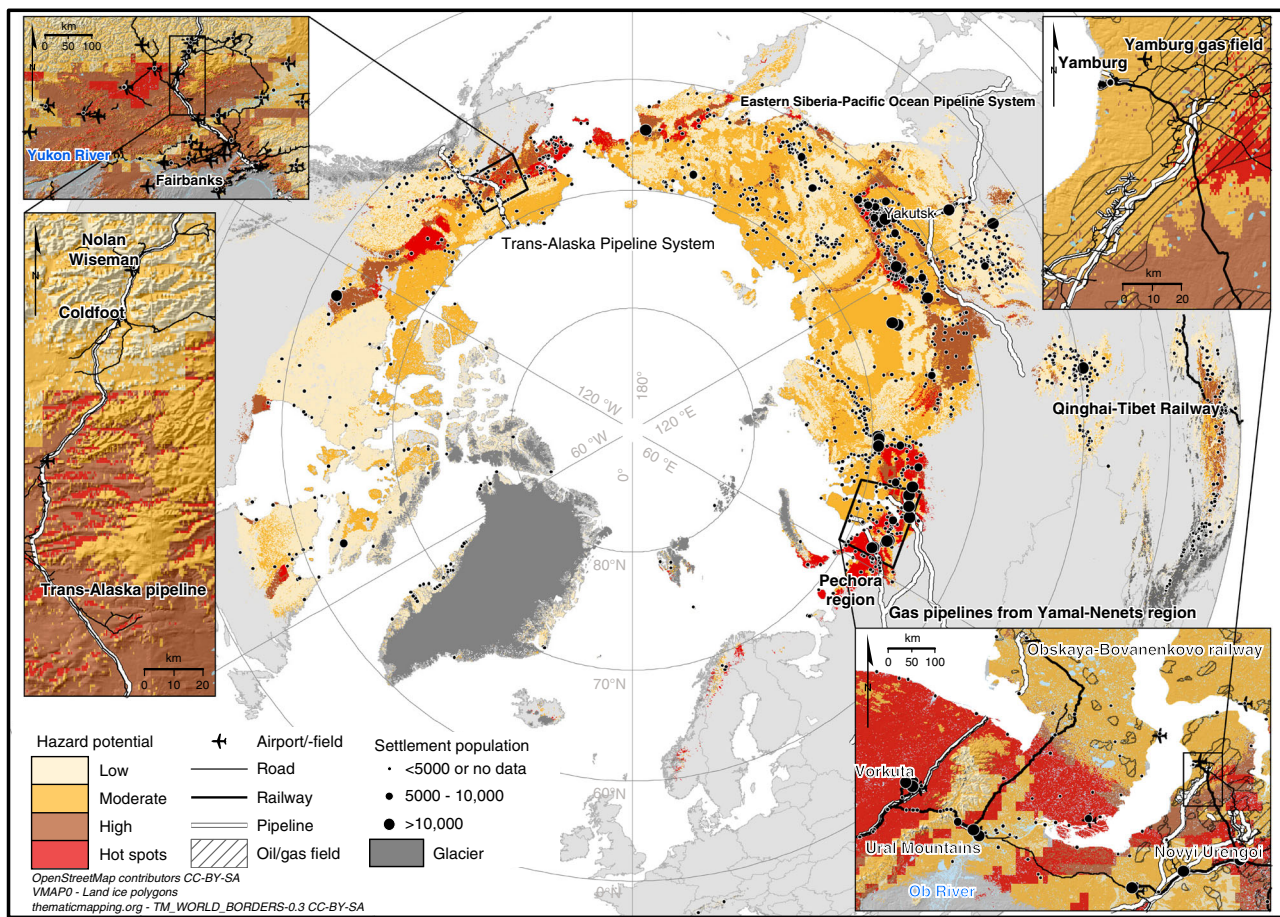 km
0 50 100
N
Yukon River
Fairbanks
Nolan
Wiseman
Coldfoot
N
Trans-Alaska pipeline
km
0 10 20
Eastern Siberia-Pacific Ocean Pipeline System
Yakutsk
Trans-Alaska Pipeline System
Yamburg gas field
Yamburg
N
km
0 10 20
Qinghai-Tibet Railway
180°
120 °W
120 °E
60 °W
60 °E
0°
80°N
70°N
60°N
0°N
Pechora
region
Gas pipelines from Yamal-Nenets region
km
0 50 100
N
Obskaya-Bovanenkovo railway
Vorkuta
Ural Mountains
Novyi Urengoi
Ob River
Hazard potential
Low
Moderate
High
Hot spots
Airport/-field
Road
Railway
Pipeline
Oil/gas field
Settlement population
<5000 or no data
5000 - 10,000
>10,000
Glacier
OpenStreetMap contributors CC-BY-SA
VMAP0 - Land ice polygons
thematicmapping.org - TM_WORLD_BORDERS-0.3 CC-BY-SA